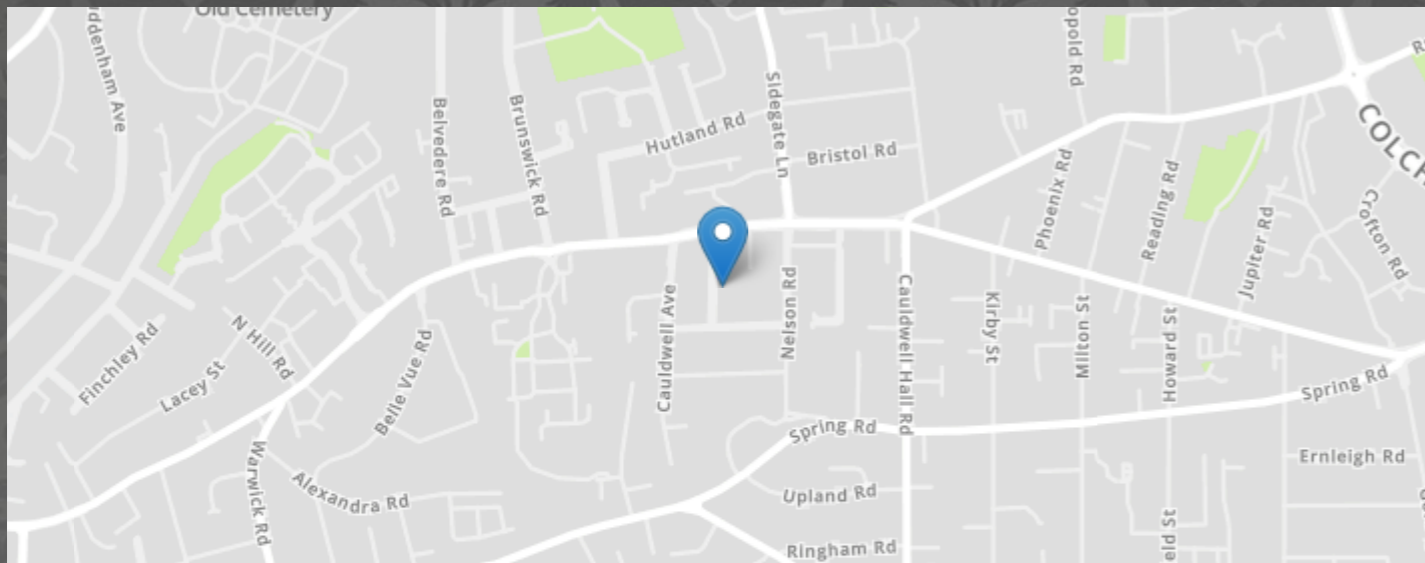 Old Cemetery
Belvedere Rd
Brunswick Rd
Hutland Rd
Sidegate Ln
Bristol Rd
Phoenix Rd
Reading Rd
Jupiter Rd
Crofton Rd
Finchley Rd
N Hill Rd
Lacey St
Belle Vue Rd
Cauldwell Ave
Nelson Rd
Cauldwell Hall Rd
Kirby St
Milton St
Howard St
Spring Rd
Spring Rd
Warwick Rd
Alexandra Rd
Upland Rd
Ernleigh Rd
Ringham Rd